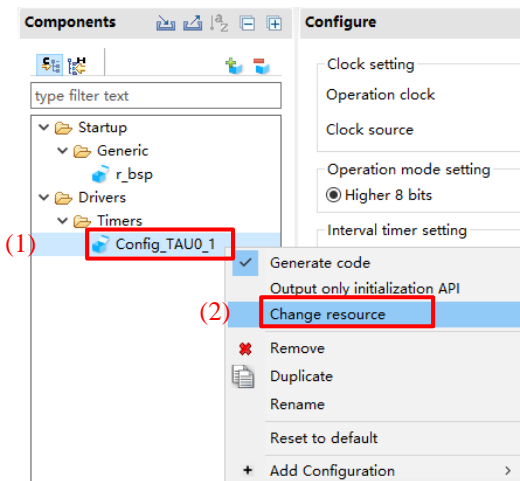 Components
Configure
type filter text
Startup
Generic
r_bsp
Drivers
Timers
(1)
Config_TAU0_1
Clock setting
Operation clock
Clock source
Operation mode setting
Higher 8 bits
Interval timer setting
Generate code
Output only initialization API
(2)
Change resource
Remove
Duplicate
Rename
Reset to default
Add Configuration